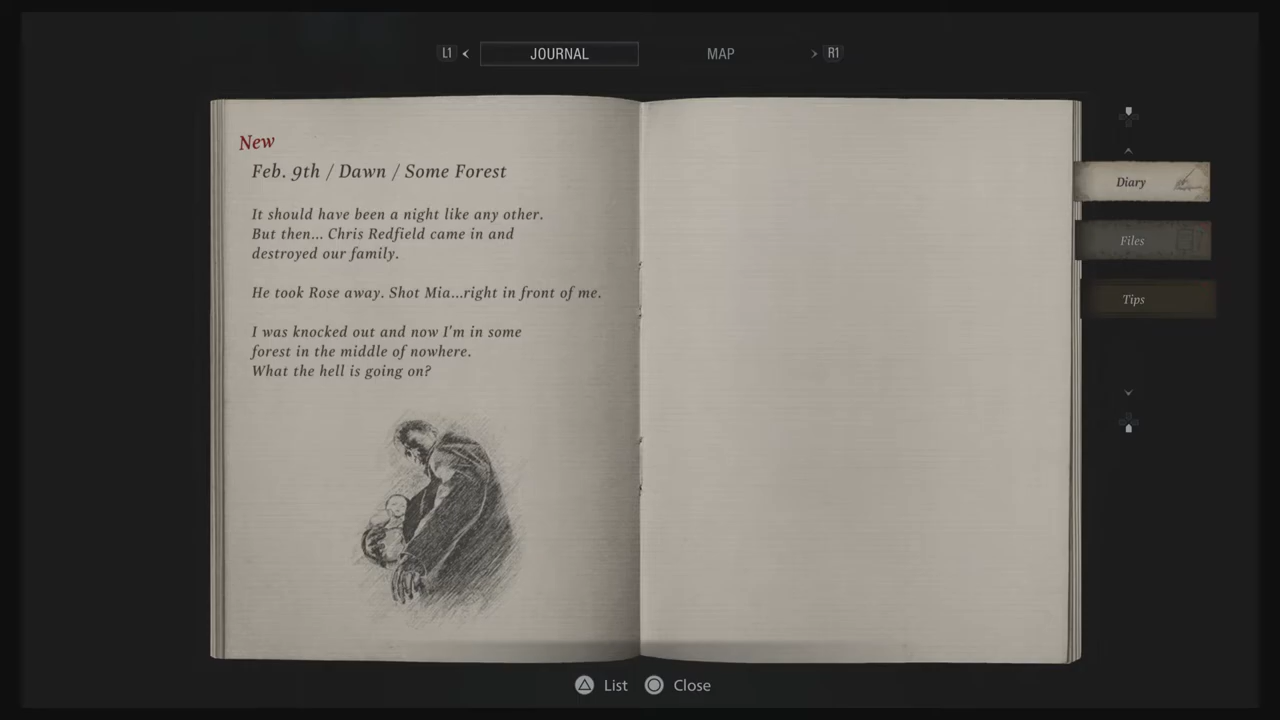 L1 JOURNAL MAP R1
New
Feb. 9th / Dawn / Some Forest
It should have been a night like any other.
But then... Chris Redfield came in and
destroyed our family.
He took Rose away. Shot Mia...right in front of me.
I was knocked out and now I'm in some
forest in the middle of nowhere.
What the hell is going on?
Diary
Files
Tips
List Close